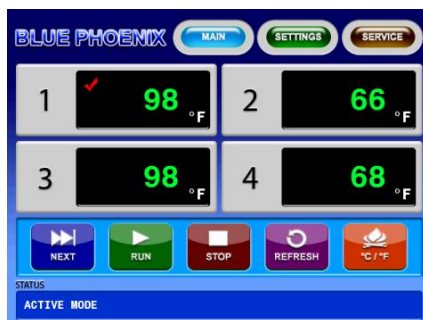 BLUE PHOENIX MAIN SETTINGS SERVICE
1 98 °F 2 66 °F
3 98 °F 4 68 °F
NEXT RUN STOP REFRESH °C / °F
STATUS
ACTIVE MODE